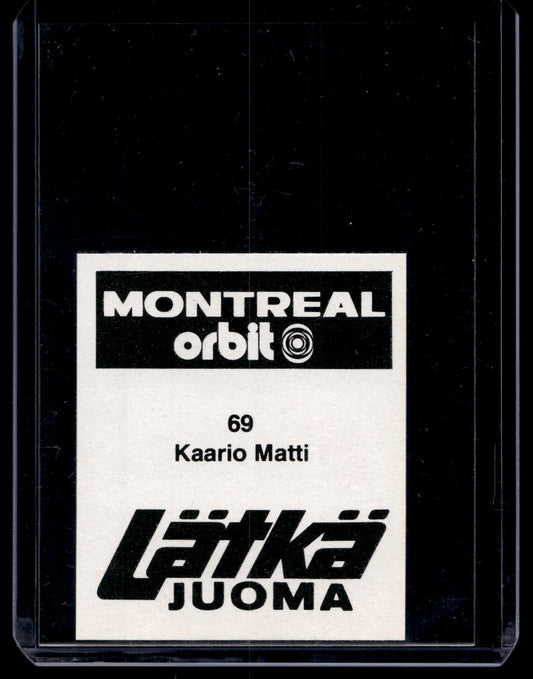 MONTREAL
orbit
69
Kaario Matti
Lätkä
JUOMA